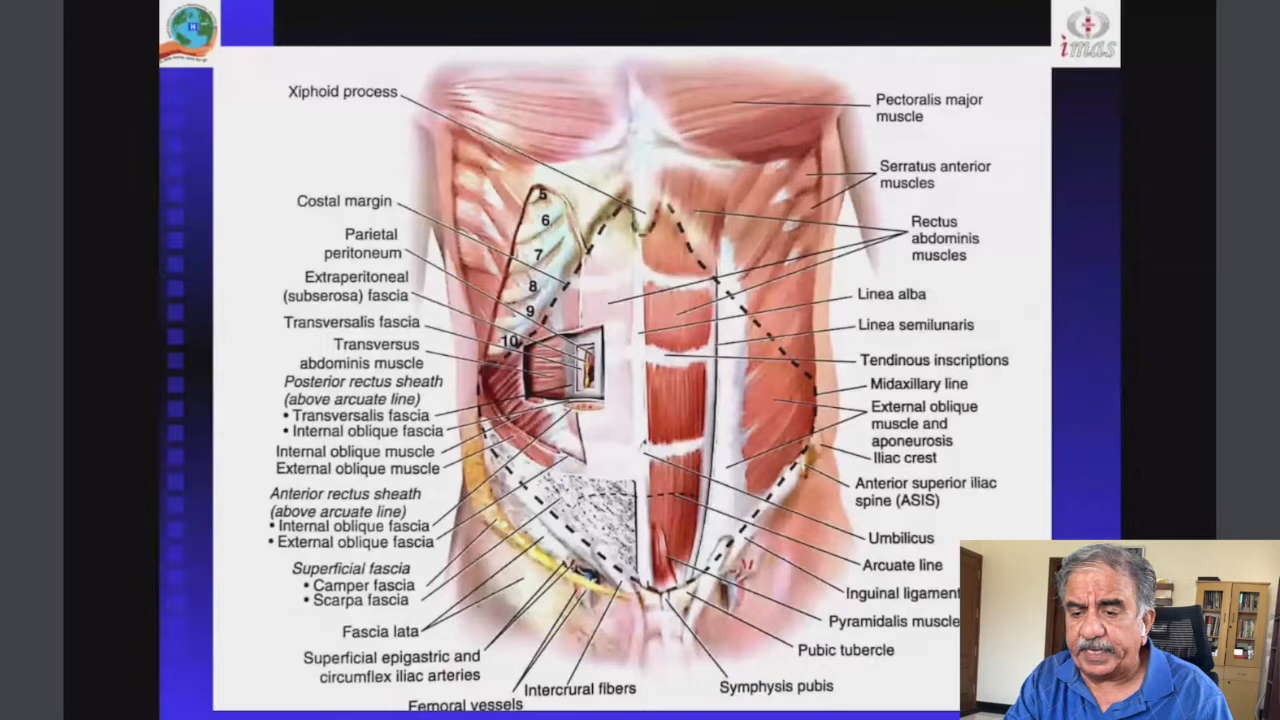 H
imas
Xiphoid process
Costal margin
Parietal
peritoneum
Extraperitoneal
(subserosa) fascia
Transversalis fascia
Transversus
abdominis muscle
Posterior rectus sheath
(above arcuate line)
• Transversalis fascia
• Internal oblique fascia
Internal oblique muscle
External oblique muscle
Anterior rectus sheath
(above arcuate line)
• Internal oblique fascia
• External oblique fascia
Superficial fascia
• Camper fascia
• Scarpa fascia
Fascia lata
Superficial epigastric and
circumflex iliac arteries
Femoral vessels
Intercrural fibers
5
6
7
8
9
10
Pectoralis major
muscle
Serratus anterior
muscles
Rectus
abdominis
muscles
Linea alba
Linea semilunaris
Tendinous inscriptions
Midaxillary line
External oblique
muscle and
aponeurosis
Iliac crest
Anterior superior iliac
spine (ASIS)
Umbilicus
Arcuate line
Inguinal ligament
Pyramidalis muscle
Pubic tubercle
Symphysis pubis